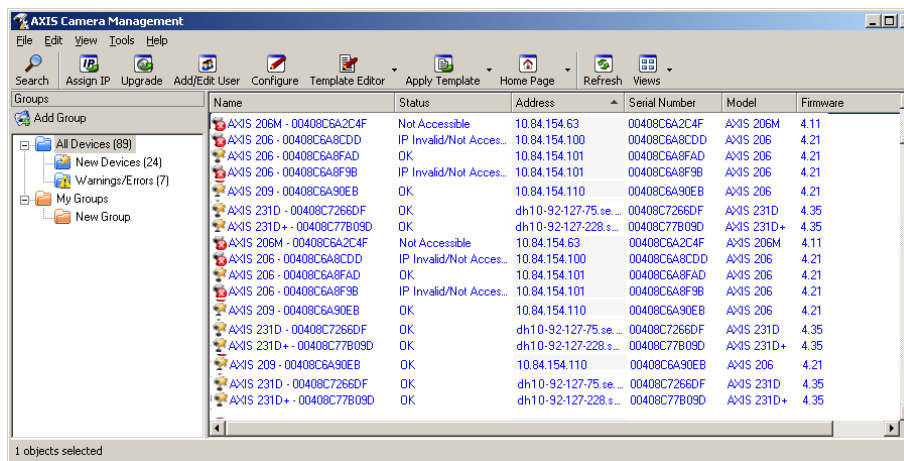 AXIS Camera Management
File Edit View Tools Help
Search Assign IP Upgrade Add/Edit User Configure Template Editor Apply Template Home Page Refresh Views
Groups
Add Group
All Devices (89)
New Devices (24)
Warnings/Errors (7)
My Groups
New Group
Name Status Address Serial Number Model Firmware
AXIS 206M - 00408C6A2C4F Not Accessible 10.84.154.63 00408C6A2C4F AXIS 206M 4.11
AXIS 206 - 00408C6A8CDD IP Invalid/Not Acces... 10.84.154.100 00408C6A8CDD AXIS 206 4.21
AXIS 206 - 00408C6A8FAD OK 10.84.154.101 00408C6A8FAD AXIS 206 4.21
AXIS 206 - 00408C6A8F9B IP Invalid/Not Acces... 10.84.154.101 00408C6A8F9B AXIS 206 4.21
AXIS 209 - 00408C6A90EB OK 10.84.154.110 00408C6A90EB AXIS 206 4.21
AXIS 231D - 00408C7266DF OK dh10-92-127-75.se... 00408C7266DF AXIS 231D 4.35
AXIS 231D+ - 00408C77B09D OK dh10-92-127-228.s... 00408C77B09D AXIS 231D+ 4.35
AXIS 206M - 00408C6A2C4F Not Accessible 10.84.154.63 00408C6A2C4F AXIS 206M 4.11
AXIS 206 - 00408C6A8CDD IP Invalid/Not Acces... 10.84.154.100 00408C6A8CDD AXIS 206 4.21
AXIS 206 - 00408C6A8FAD OK 10.84.154.101 00408C6A8FAD AXIS 206 4.21
AXIS 206 - 00408C6A8F9B IP Invalid/Not Acces... 10.84.154.101 00408C6A8F9B AXIS 206 4.21
AXIS 209 - 00408C6A90EB OK 10.84.154.110 00408C6A90EB AXIS 206 4.21
AXIS 231D - 00408C7266DF OK dh10-92-127-75.se... 00408C7266DF AXIS 231D 4.35
AXIS 231D+ - 00408C77B09D OK dh10-92-127-228.s... 00408C77B09D AXIS 231D+ 4.35
AXIS 209 - 00408C6A90EB OK 10.84.154.110 00408C6A90EB AXIS 206 4.21
AXIS 231D - 00408C7266DF OK dh10-92-127-75.se... 00408C7266DF AXIS 231D 4.35
AXIS 231D+ - 00408C77B09D OK dh10-92-127-228.s... 00408C77B09D AXIS 231D+ 4.35
1 objects selected